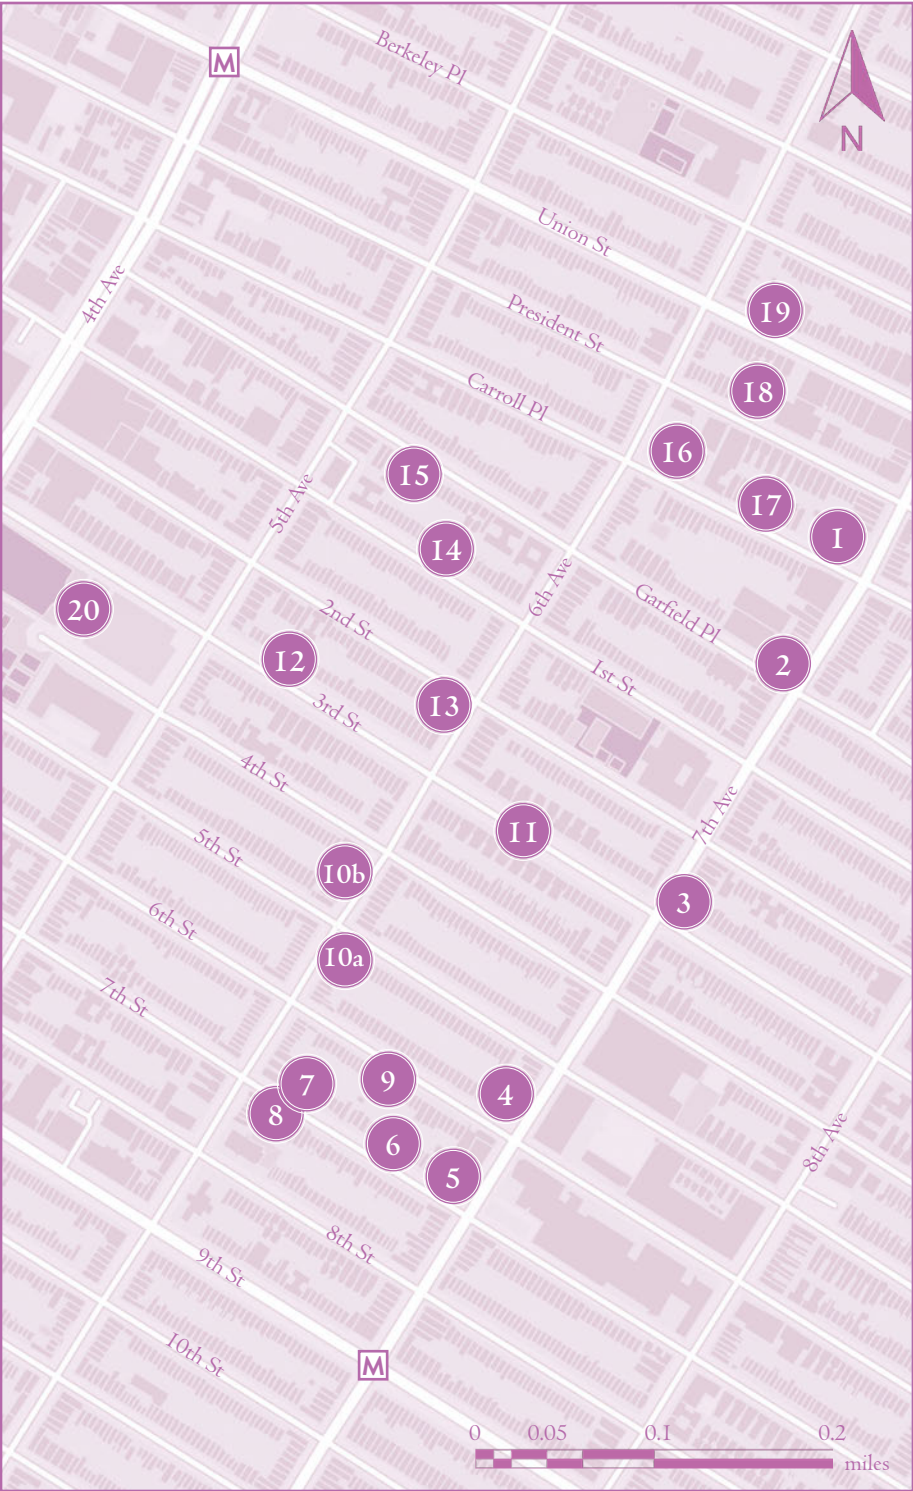 Berkeley Pl
M
N
Union St
4th Ave
President St
19
Carroll Pl
18
16
15
5th Ave
17
1
14
6th Ave
20
2nd St
Garfield Pl
12
2
1st St
13
3rd St
4th St
7th Ave
11
5th St
10b
3
6th St
10a
7th St
9
7
4
8
6
8th Ave
5
8th St
9th St
10th St
M
0 0.05 0.1 0.2
miles